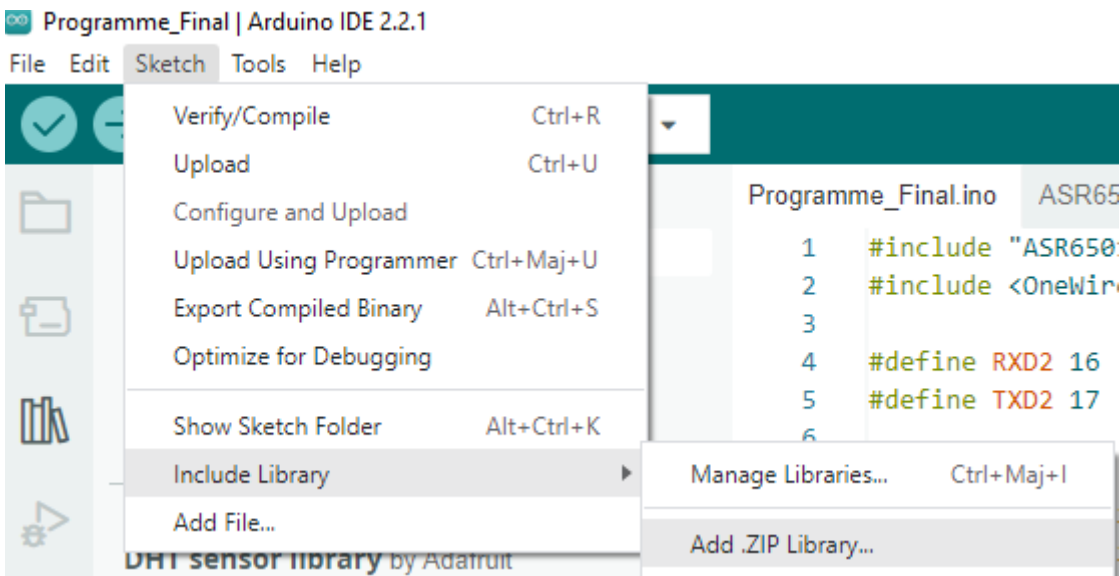 Programme_Final | Arduino IDE 2.2.1
File Edit Sketch Tools Help
Verify/Compile Ctrl+R
Upload Ctrl+U
Configure and Upload
Upload Using Programmer Ctrl+Maj+U
Export Compiled Binary Alt+Ctrl+S
Optimize for Debugging
Show Sketch Folder Alt+Ctrl+K
Include Library
Add File...
DHT sensor library by Adafruit
Programme_Final.ino ASR65
1 #include "ASR650
2 #include <OneWir
3
4 #define RXD2 16
5 #define TXD2 17
6
Manage Libraries... Ctrl+Maj+I
Add .ZIP Library...